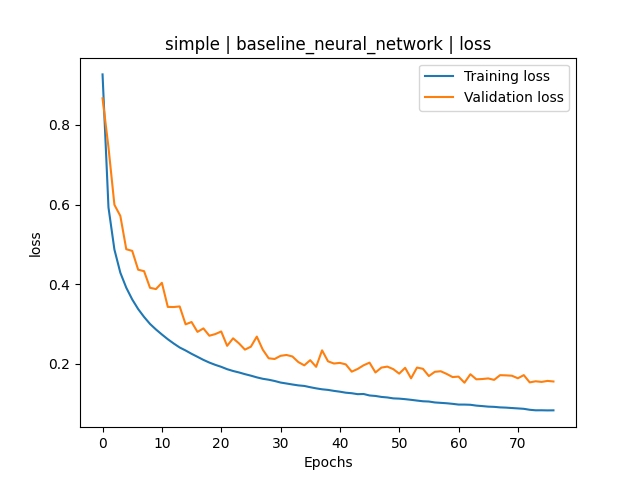 simple | baseline_neural_network | loss
Training loss
Validation loss
0.8
0.6
0.4
0.2
loss
0 10 20 30 40 50 60 70
Epochs